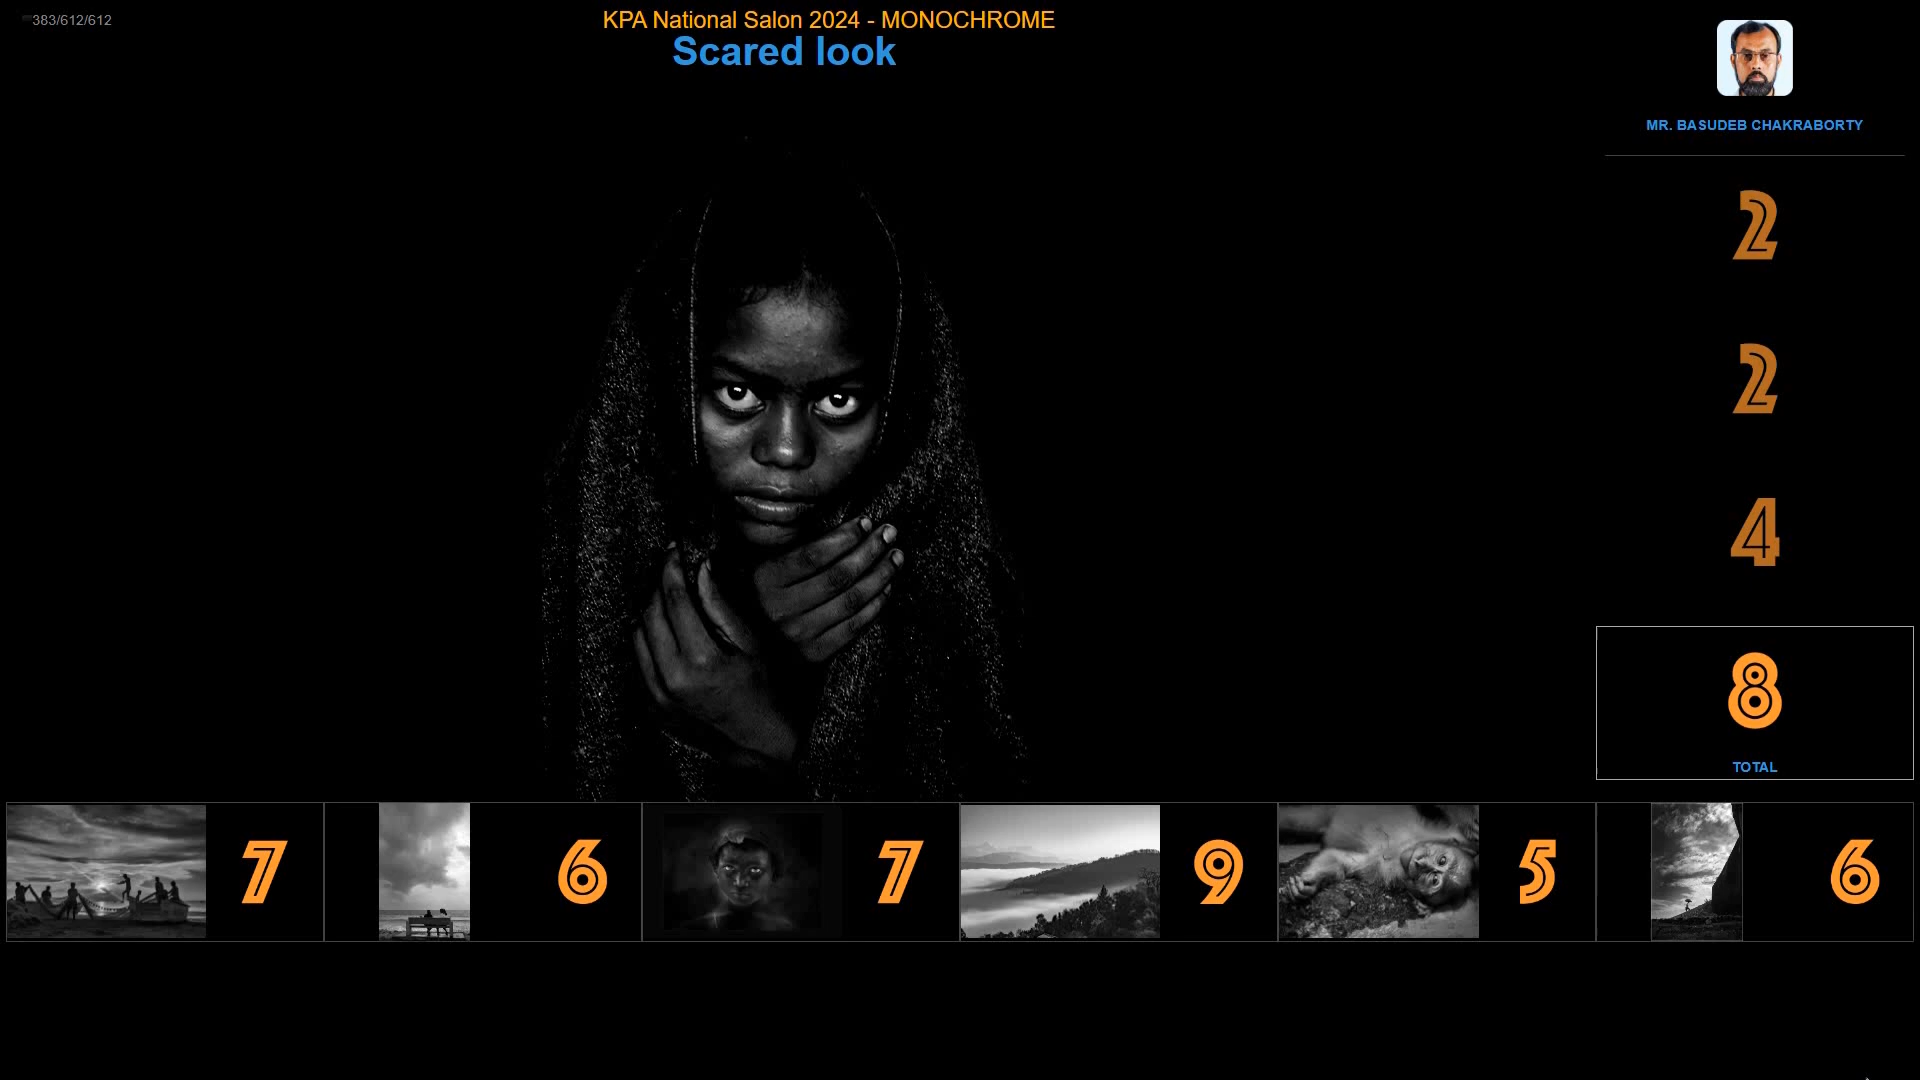 383/612/612
KPA National Salon 2024 - MONOCHROME
Scared look
MR. BASUDEB CHAKRABORTY
2
2
4
8
TOTAL
7 6 7 9 5 6